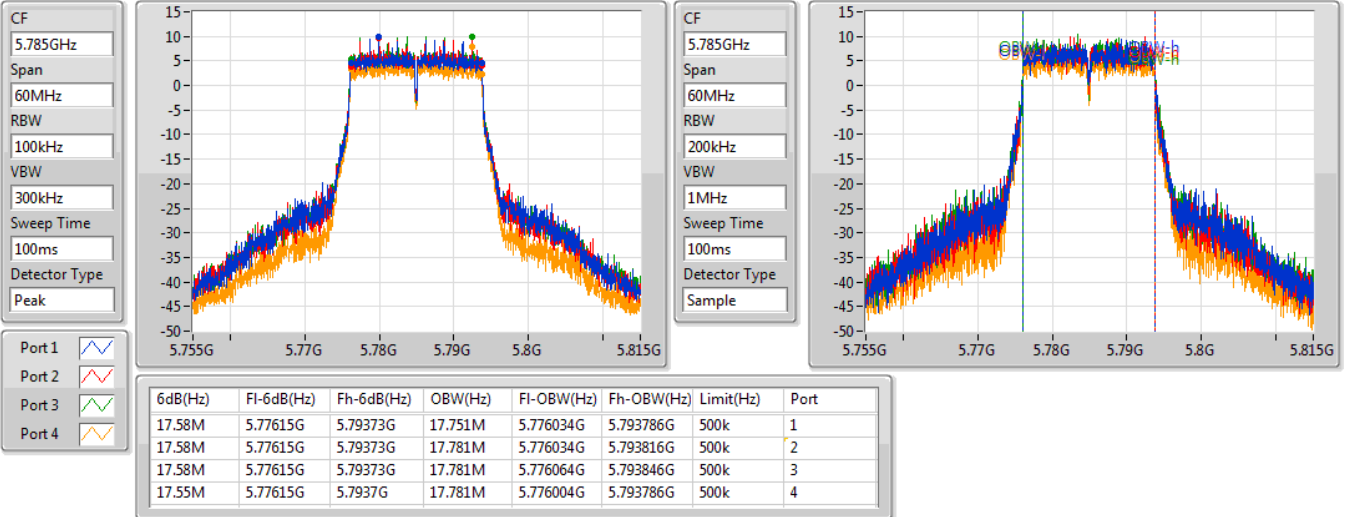 CF
5.785GHz
Span
60MHz
RBW
100kHz
VBW
300kHz
Sweep Time
100ms
Detector Type
Peak
15
10
5
0
-5
-10
-15
-20
-25
-30
-35
-40
-45
-50
5.755G 5.77G 5.78G 5.79G 5.8G 5.815G
CF
5.785GHz
Span
60MHz
RBW
200kHz
VBW
1MHz
Sweep Time
100ms
Detector Type
Sample
15
10
5
0
-5
-10
-15
-20
-25
-30
-35
-40
-45
-50
5.755G 5.77G 5.78G 5.79G 5.8G 5.815G
Port 1
Port 2
Port 3
Port 4
6dB(Hz) Fl-6dB(Hz) Fh-6dB(Hz) OBW(Hz) Fl-OBW(Hz) Fh-OBW(Hz) Limit(Hz) Port
17.58M 5.77615G 5.79373G 17.751M 5.776034G 5.793786G 500k 1
17.58M 5.77615G 5.79373G 17.781M 5.776034G 5.793816G 500k 2
17.58M 5.77615G 5.79373G 17.781M 5.776064G 5.793846G 500k 3
17.55M 5.77615G 5.7937G 17.781M 5.776004G 5.793786G 500k 4